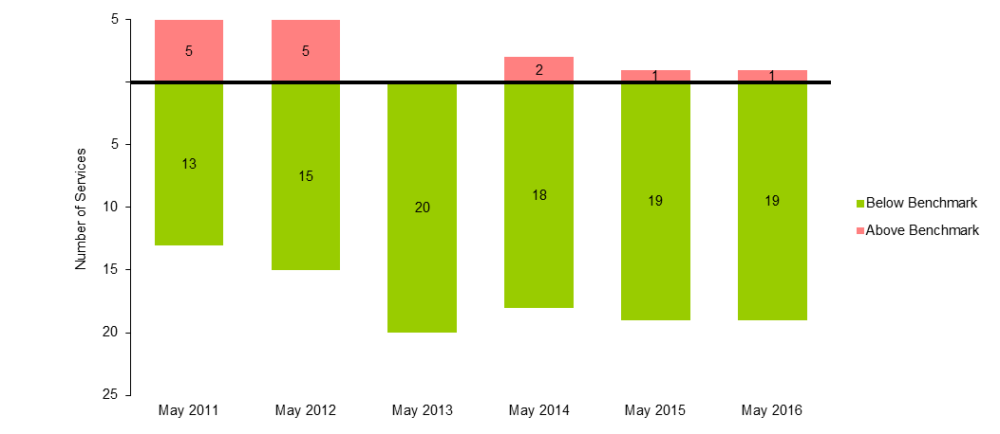 5
5
10
15
20
25
Number of Services
5
5
2
1
1
13
15
20
18
19
19
May 2011
May 2012
May 2013
May 2014
May 2015
May 2016
Below Benchmark
Above Benchmark